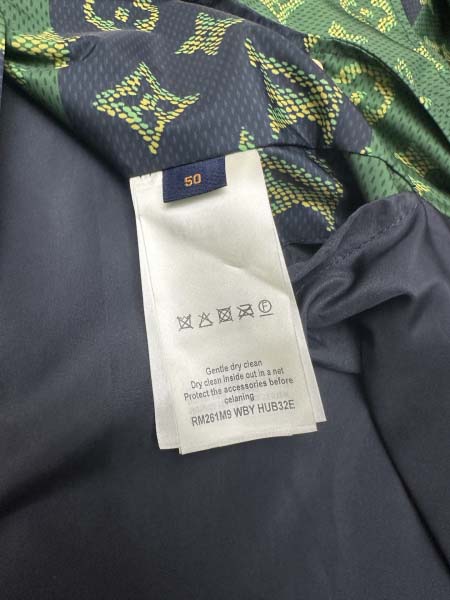 50
Gentle dry clean
Dry clean inside out in a net
Protect the accessories before
celaning
RM261M9 WBY HUB32E